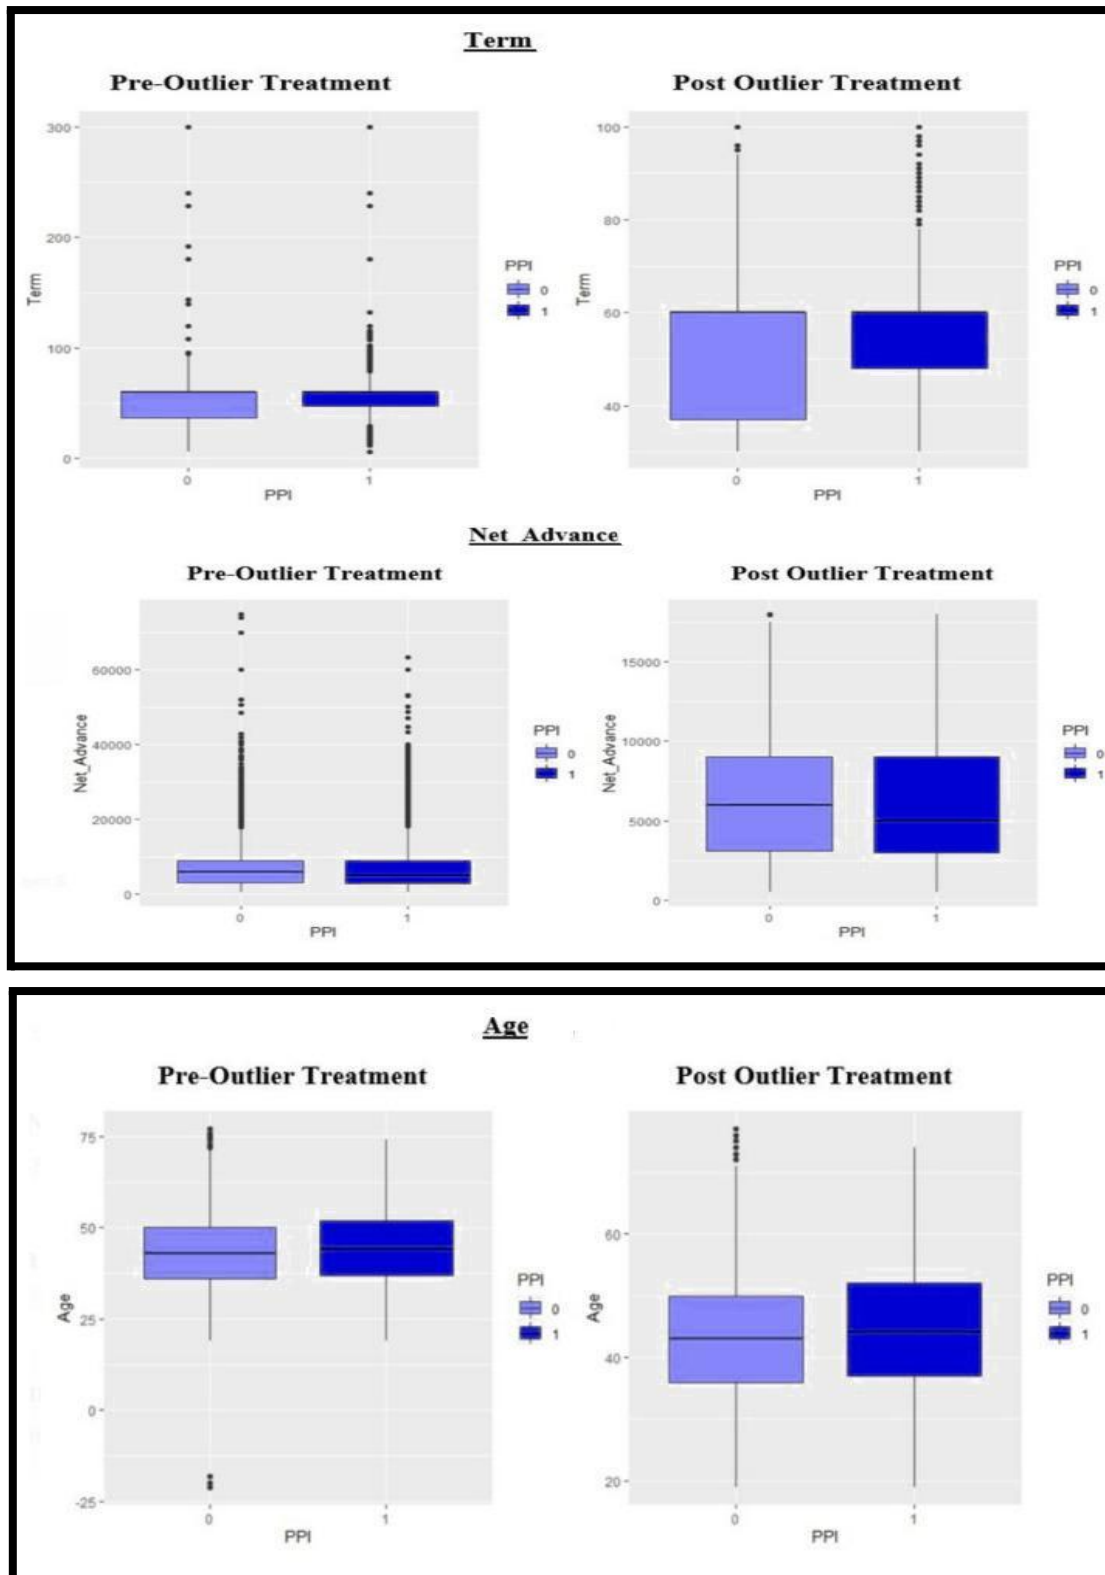 Term
Pre-Outlier Treatment Post Outlier Treatment
300
200
100
0
Term
0 1
PPI
PPI
0
1
100
80
60
40
Term
0 1
PPI
PPI
0
1
Net_Advance
Pre-Outlier Treatment Post Outlier Treatment
60000
40000
20000
0
Net_Advance
0 1
PPI
PPI
0
1
15000
10000
5000
0
Net_Advance
0 1
PPI
PPI
0
1
Age
Pre-Outlier Treatment Post Outlier Treatment
75
50
25
0
-25
Age
0 1
PPI
PPI
0
1
60
40
20
Age
0 1
PPI
PPI
0
1